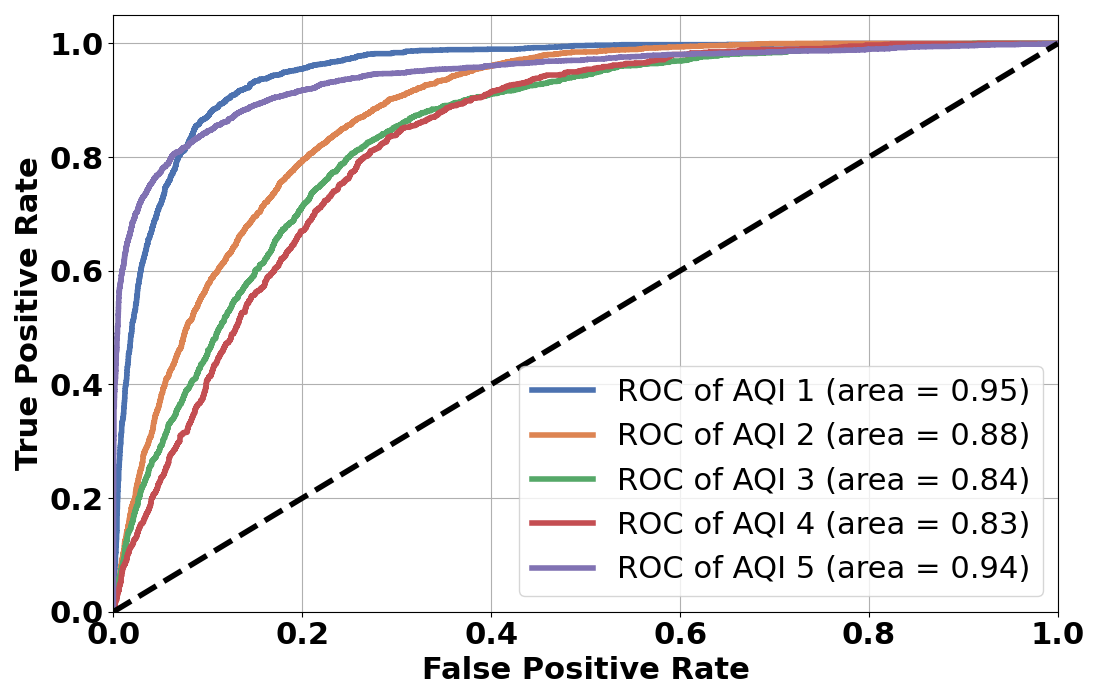 True Positive Rate
1.0
0.8
0.6
0.4
0.2
0.0
ROC of AQI 1 (area = 0.95)
ROC of AQI 2 (area = 0.88)
ROC of AQI 3 (area = 0.84)
ROC of AQI 4 (area = 0.83)
ROC of AQI 5 (area = 0.94)
0.0 0.2 0.4 0.6 0.8 1.0
False Positive Rate